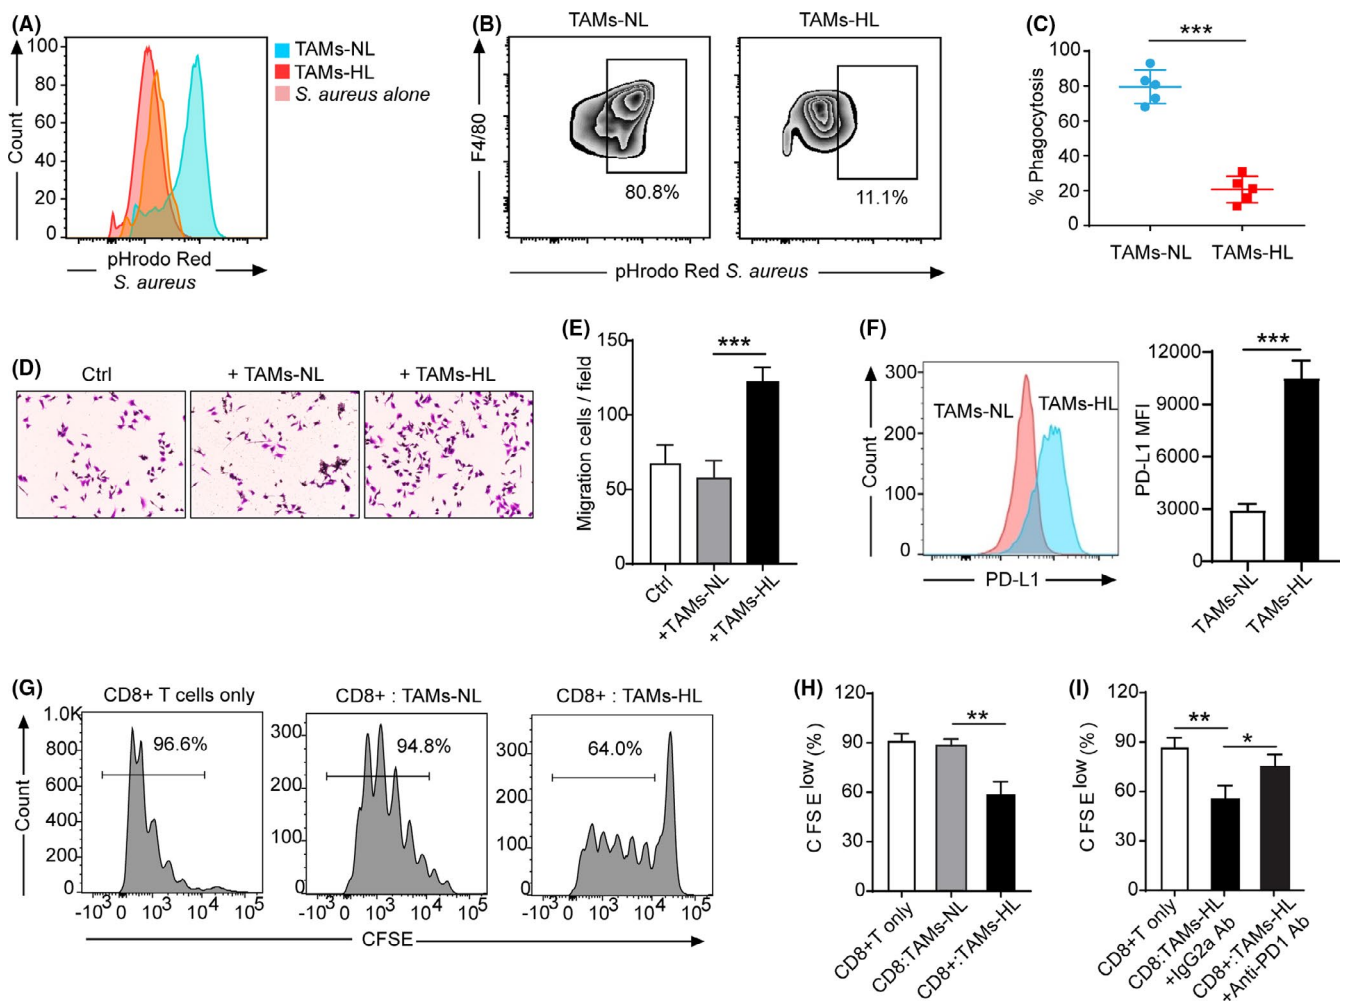 (A)
TAMs-NL
TAMs-HL
S. aureus alone
100
80
60
40
20
0
Count
pHrodo Red
S. aureus
(B)
TAMs-NL
TAMs-HL
F4/80
80.8%
11.1%
pHrodo Red S. aureus
(C)
***
100
80
60
40
20
0
% Phagocytosis
TAMs-NL
TAMs-HL
(D)
Ctrl
+ TAMs-NL
+ TAMs-HL
(E)
150
100
50
0
Migration cells / field
***
Ctrl
+TAMs-NL
+TAMs-HL
(F)
300
200
100
0
Count
TAMs-NL
TAMs-HL
PD-L1
12000
9000
6000
3000
0
PD-L1 MFI
***
TAMs-NL
TAMs-HL
(G)
CD8+ T cells only
CD8+ : TAMs-NL
CD8+ : TAMs-HL
1.0K
800
600
400
200
0
Count
96.6%
-10³ 0 10³ 10⁴ 10⁵
300
200
100
0
94.8%
-10³ 0 10³ 10⁴ 10⁵
300
200
100
0
64.0%
-10³ 0 10³ 10⁴ 10⁵
CFSE
(H)
120
90
60
30
0
CFSE low (%)
**
CD8+T only
CD8:TAMs-NL
CD8+:TAMs-HL
(I)
120
90
60
30
0
CFSE low (%)
**
*
CD8+T only
CD8:TAMs-HL
+IgG2a Ab
CD8+:TAMs-HL
+Anti-PD1 Ab